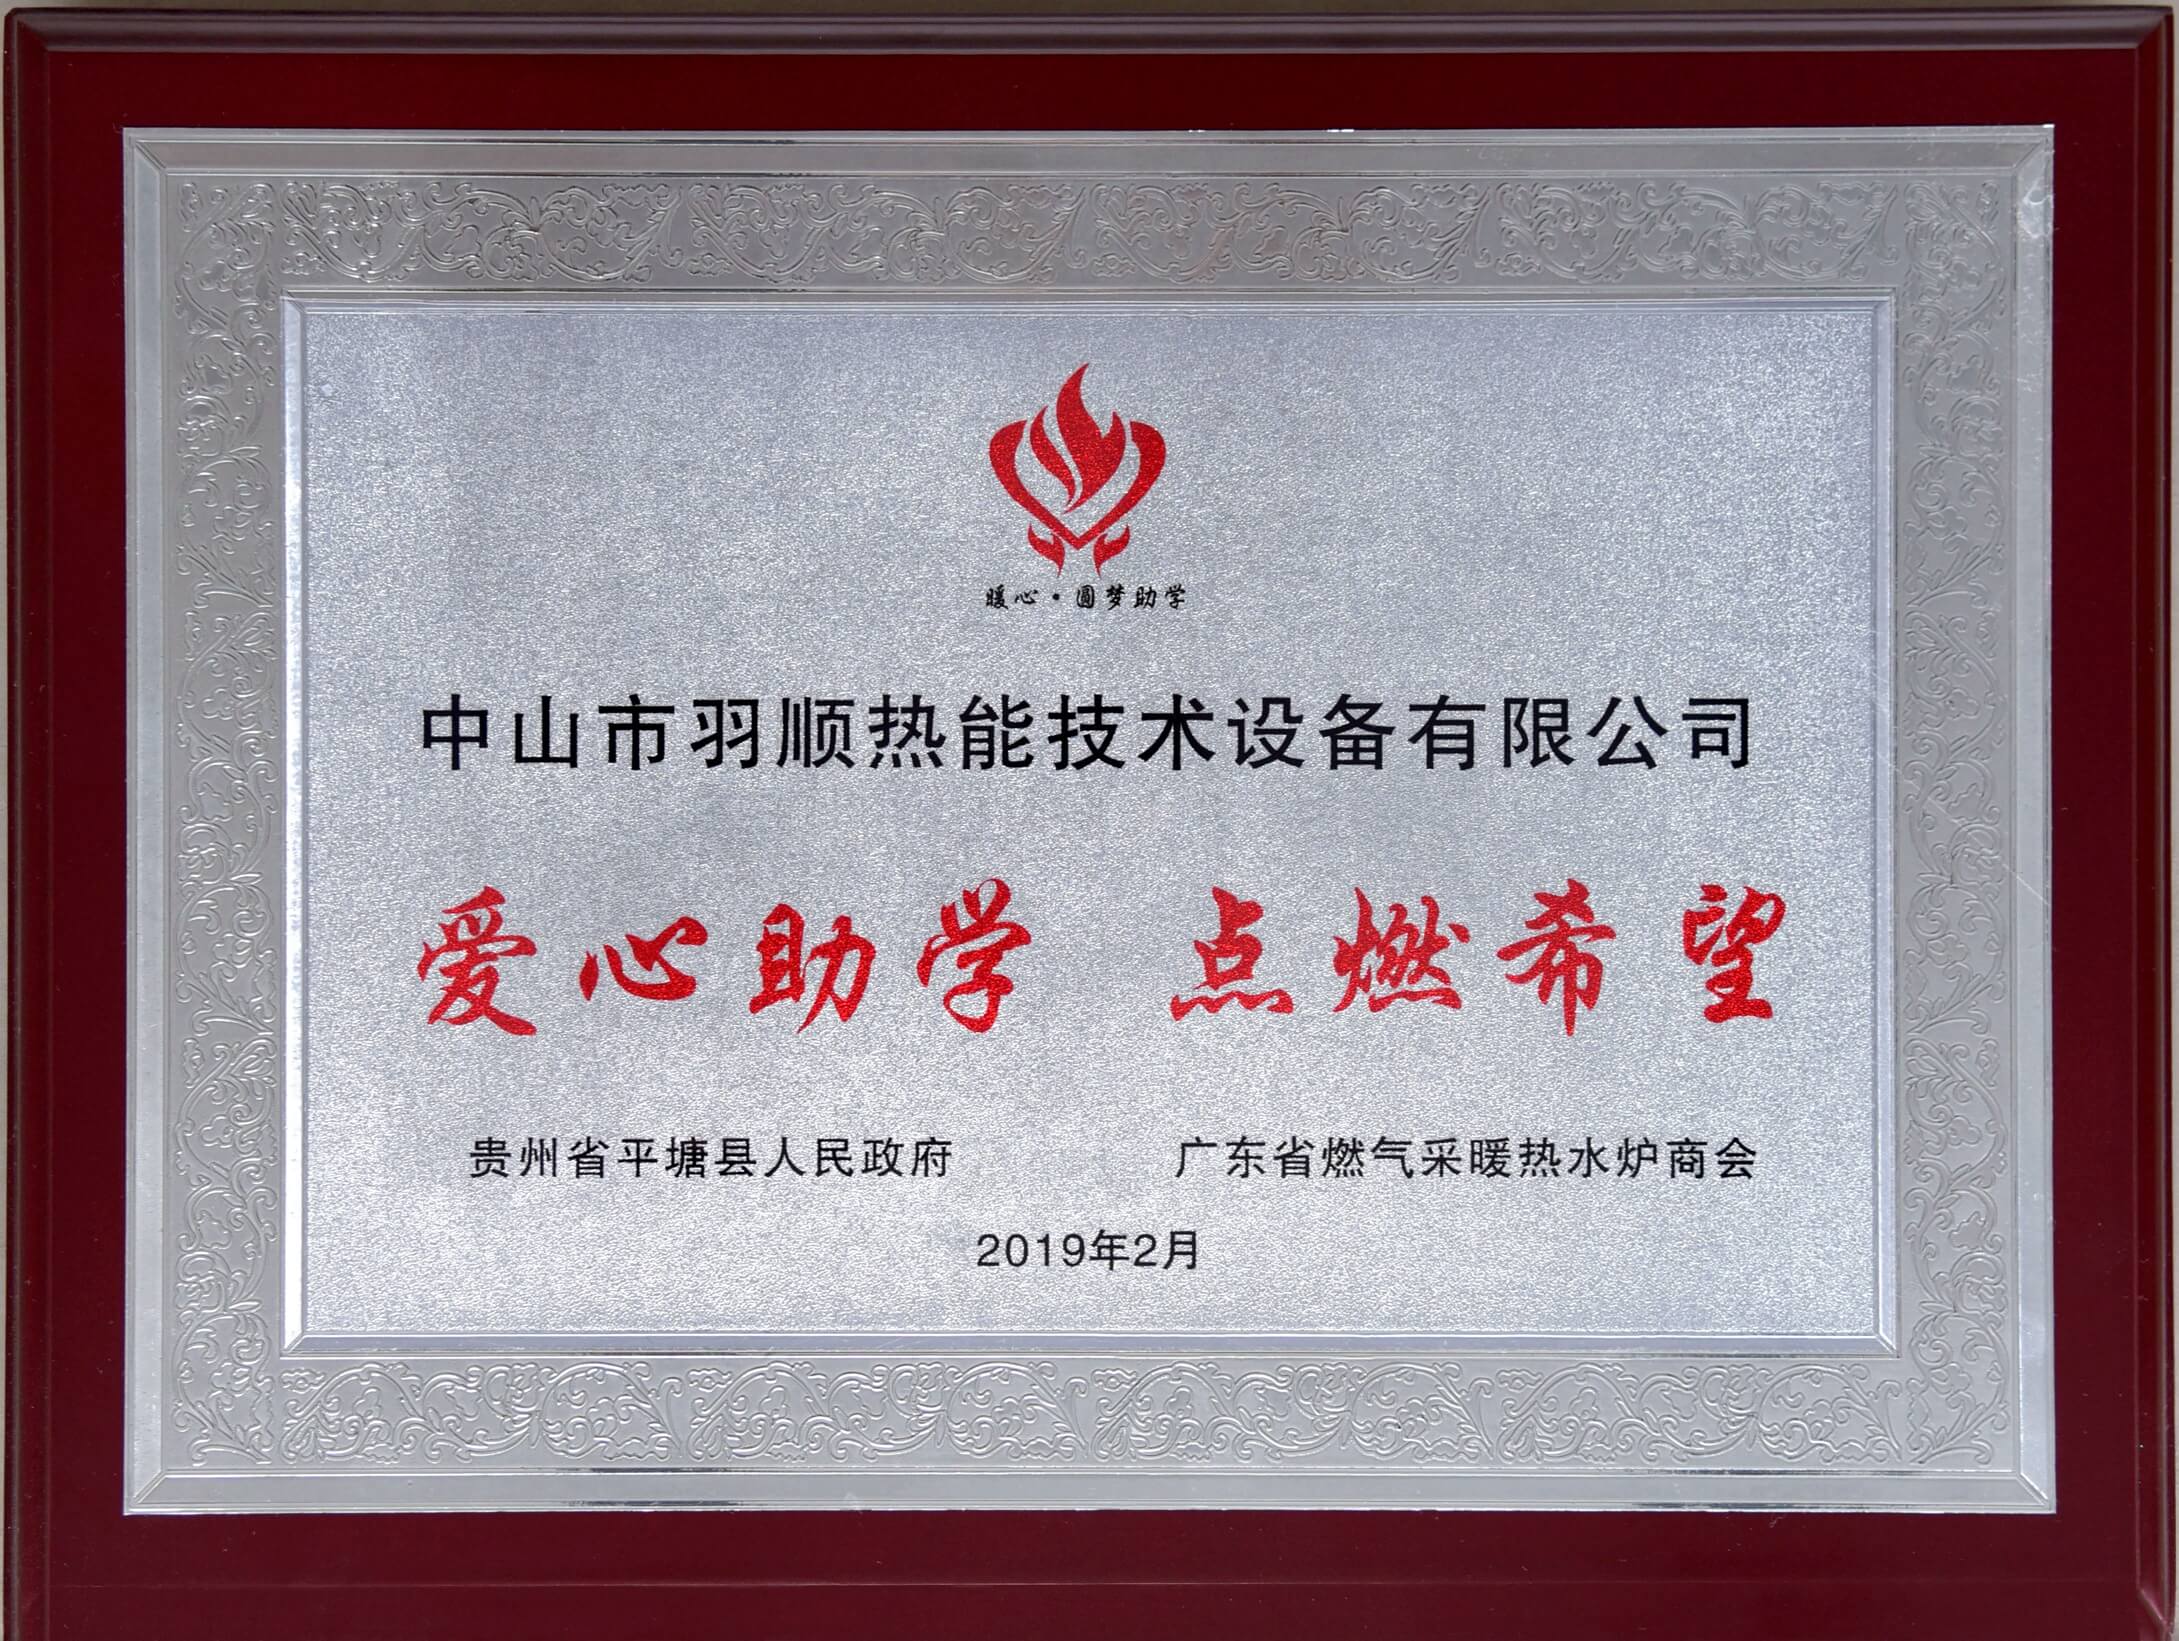 暖心·圆梦助学
中山市羽顺热能技术设备有限公司
爱心助学 点燃希望
贵州省平塘县人民政府 广东省燃气采暖热水炉商会
2019年2月